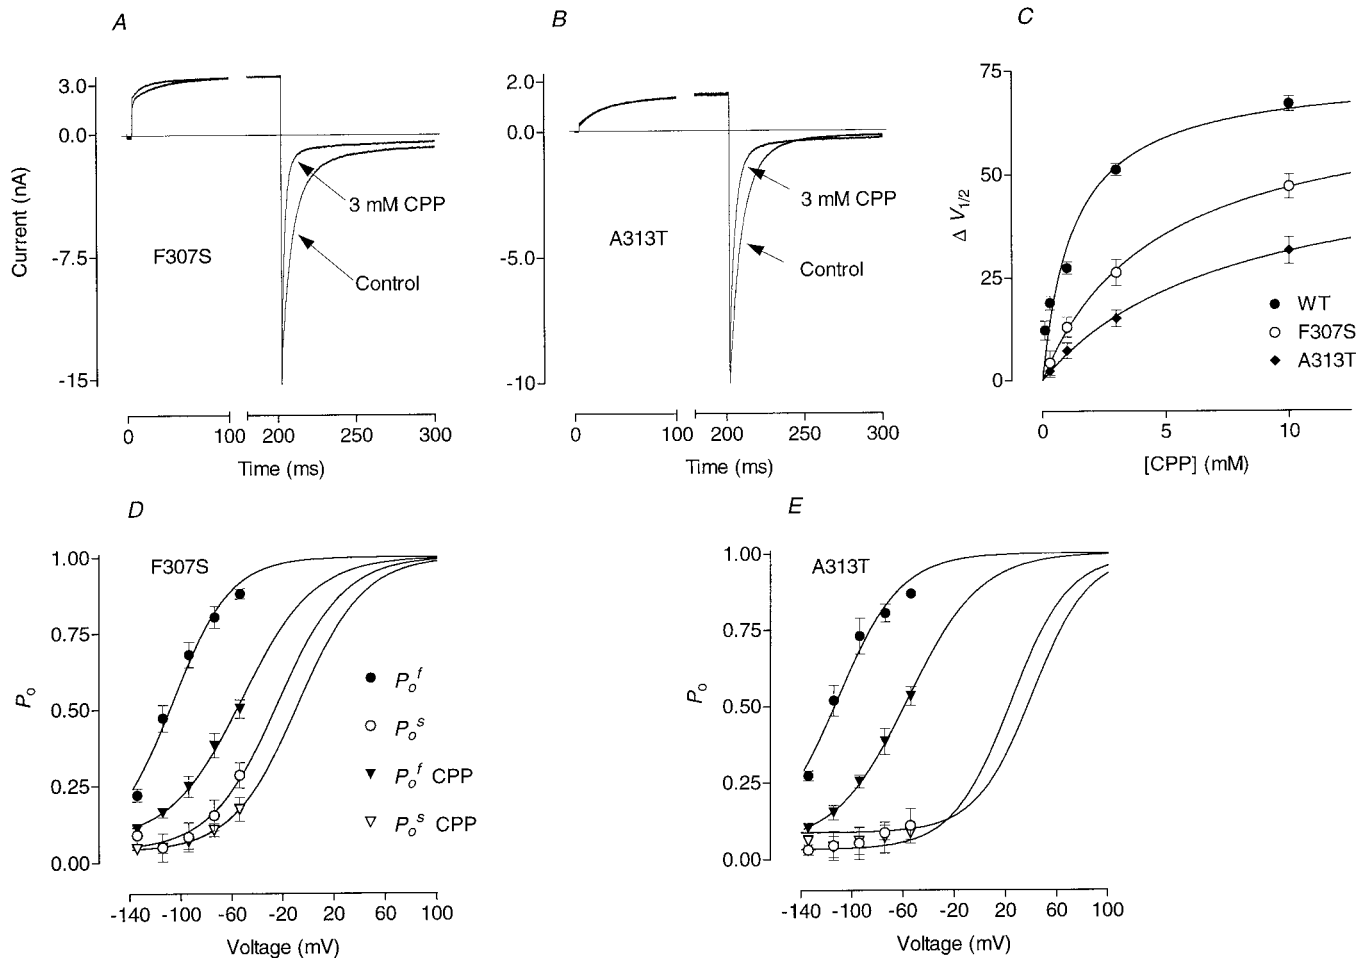 A
Current (nA)
3.0
0.0
-7.5
-15
F307S
3 mM CPP
Control
0
100
200
250
300
Time (ms)
B
2.0
0.0
-5.0
-10
A313T
3 mM CPP
Control
0
100
200
250
300
Time (ms)
C
Δ V1/2
75
50
25
0
WT
F307S
A313T
0
5
10
[CPP] (mM)
D
F307S
Po
1.00
0.75
0.50
0.25
0.00
Po f
Po s
Po f CPP
Po s CPP
-140
-100
-60
-20
20
60
100
Voltage (mV)
E
A313T
Po
1.00
0.75
0.50
0.25
0.00
-140
-100
-60
-20
20
60
100
Voltage (mV)